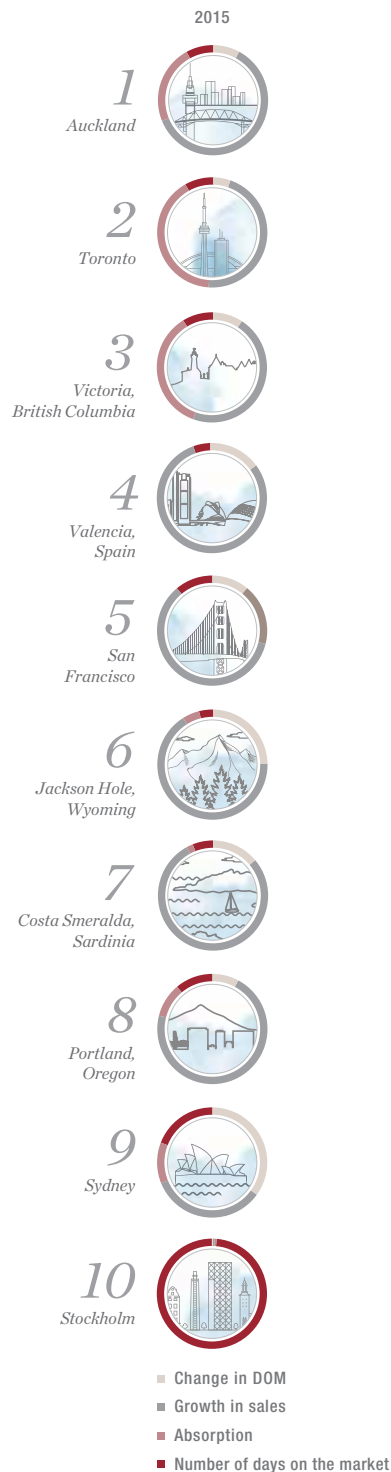 2015
1
Auckland
2
Toronto
3
Victoria,
British Columbia
4
Valencia,
Spain
5
San
Francisco
6
Jackson Hole,
Wyoming
7
Costa Smeralda,
Sardinia
8
Portland,
Oregon
9
Sydney
10
Stockholm
Change in DOM
Growth in sales
Absorption
Number of days on the market